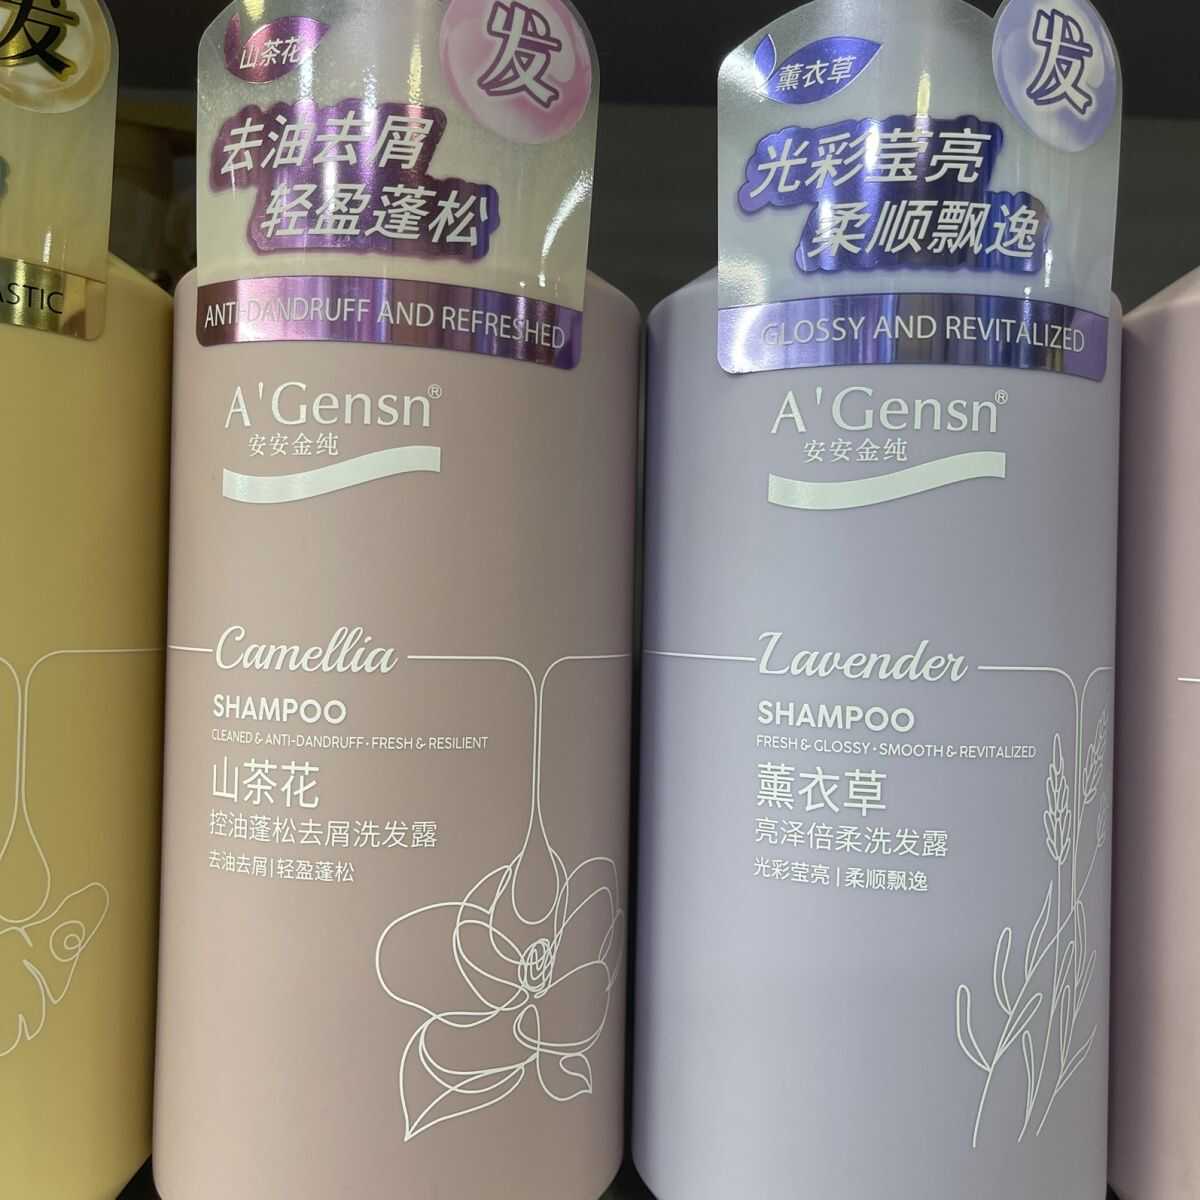 发
ASTIC
山茶花
发
去油去屑
轻盈蓬松
ANTI-DANDRUFF AND REFRESHED
A'Gensn®
安安金纯
Camellia
SHAMPOO
CLEANED & ANTI-DANDRUFF · FRESH & RESILIENT
山茶花
控油蓬松去屑洗发露
去油去屑|轻盈蓬松
薰衣草
发
光彩莹亮
柔顺飘逸
GLOSSY AND REVITALIZED
A'Gensn®
安安金纯
Lavender
SHAMPOO
FRESH & GLOSSY · SMOOTH & REVITALIZED
薰衣草
亮泽倍柔洗发露
光彩莹亮|柔顺飘逸